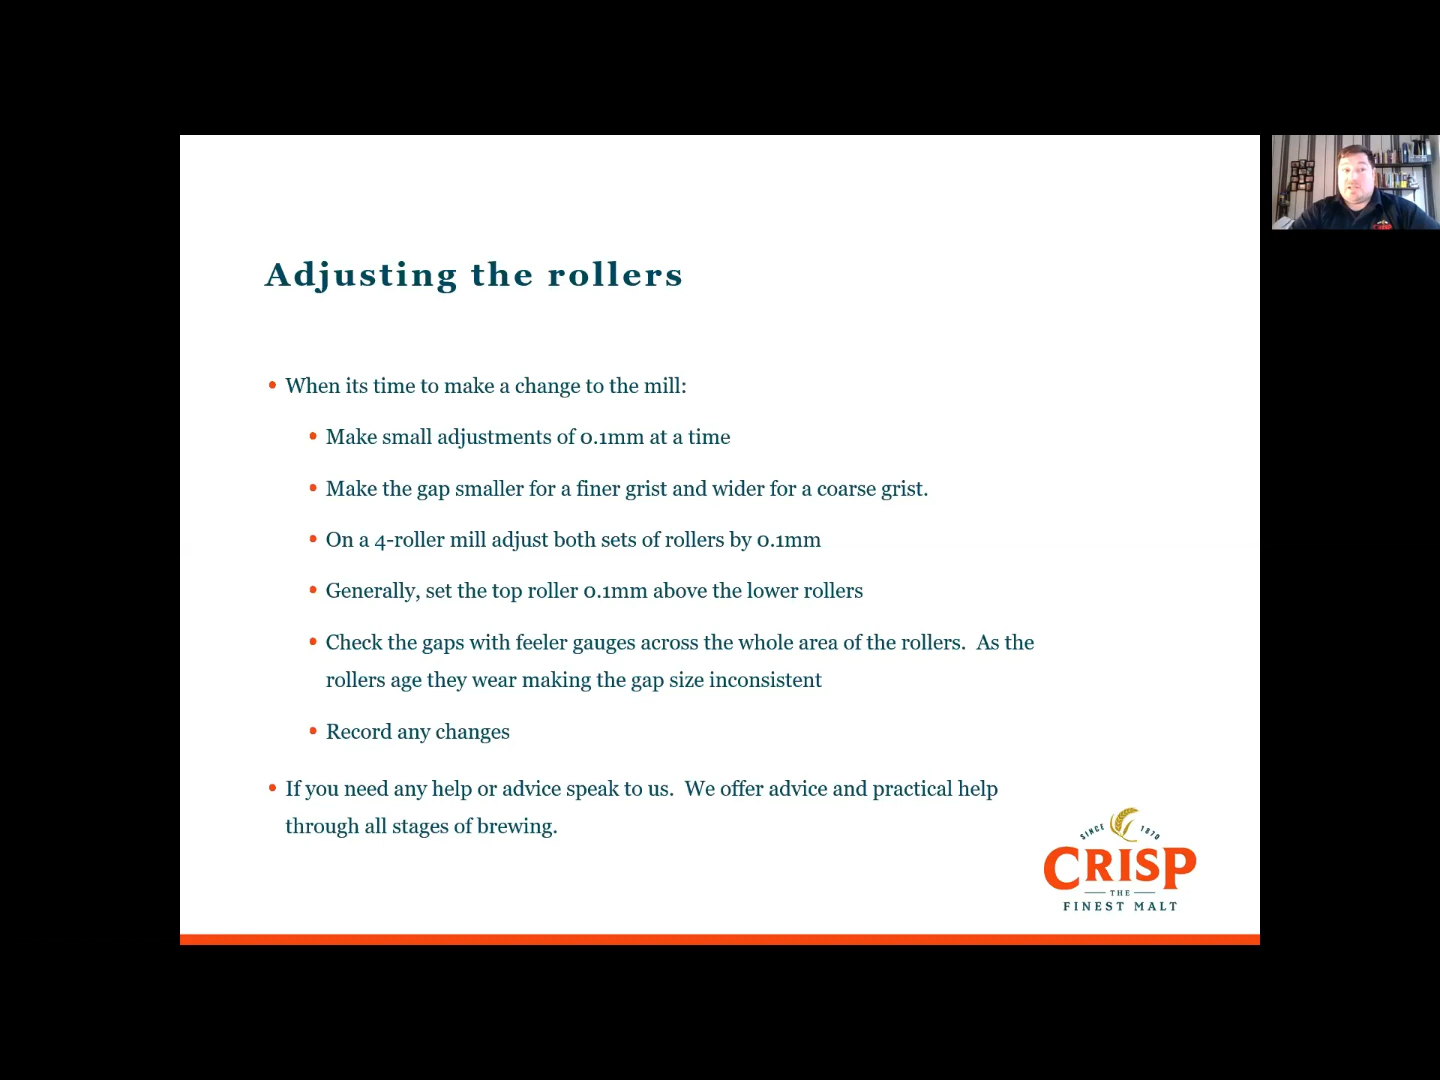 Adjusting the rollers
• When its time to make a change to the mill:
• Make small adjustments of 0.1mm at a time
• Make the gap smaller for a finer grist and wider for a coarse grist.
• On a 4-roller mill adjust both sets of rollers by 0.1mm
• Generally, set the top roller 0.1mm above the lower rollers
• Check the gaps with feeler gauges across the whole area of the rollers.  As the
rollers age they wear making the gap size inconsistent
• Record any changes
• If you need any help or advice speak to us.  We offer advice and practical help
through all stages of brewing.
SINCE 1870
CRISP
THE
FINEST MALT